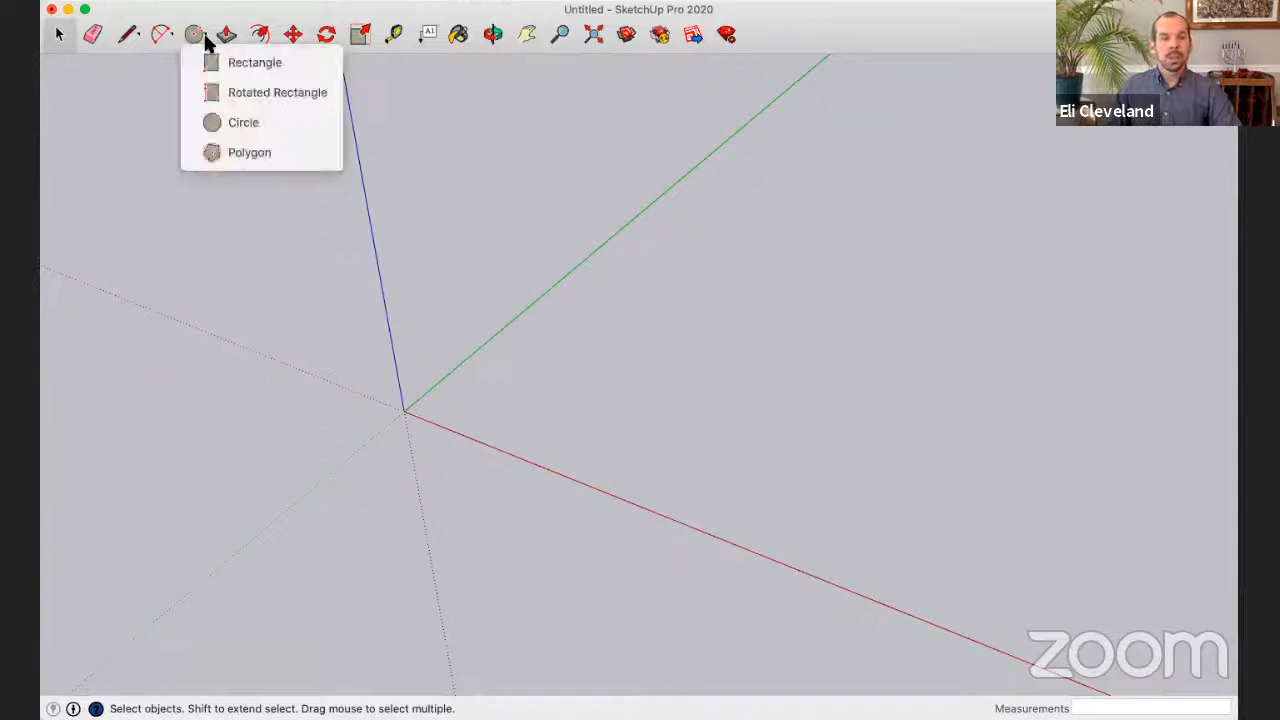 Untitled - SketchUp Pro 2020
A1
Rectangle
Rotated Rectangle
Circle
Polygon
Eli Cleveland
zoom
Select objects. Shift to extend select. Drag mouse to select multiple.
Measurements